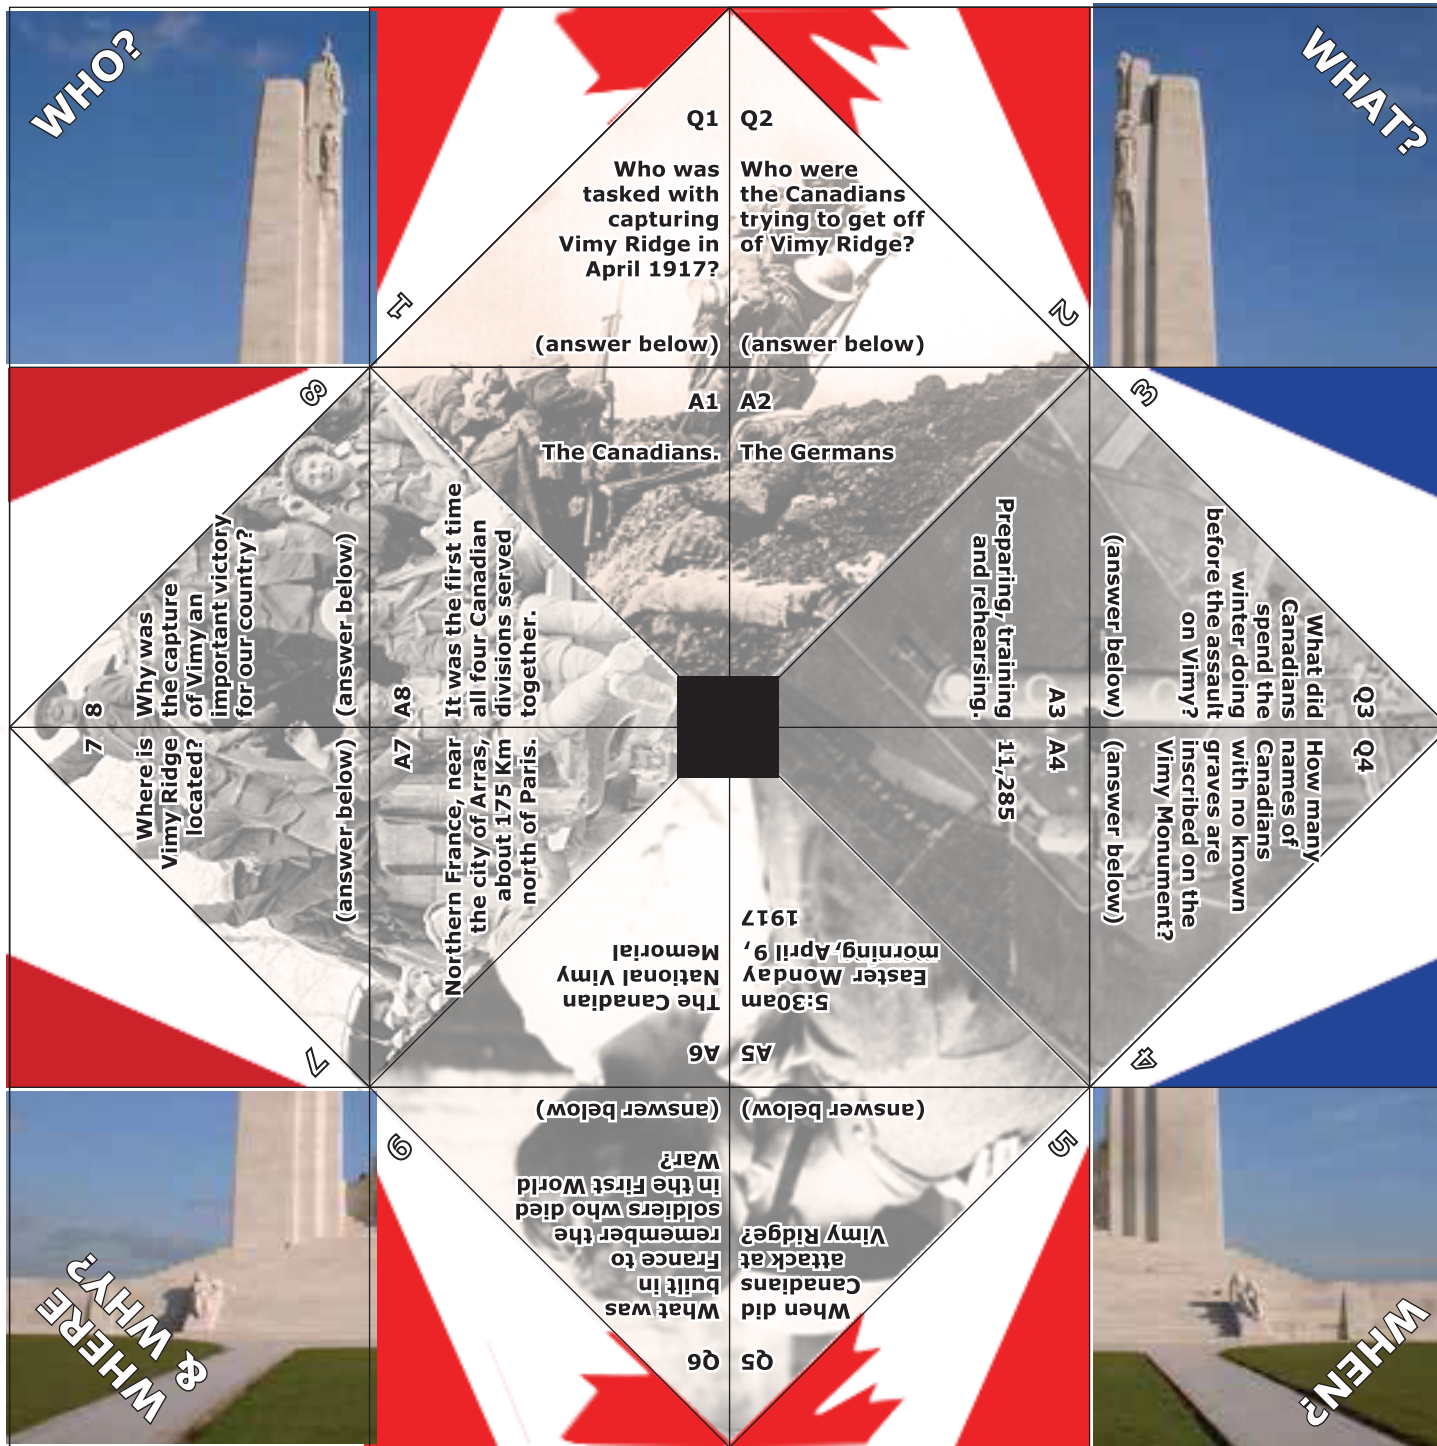 WHO?
WHAT?
1
2
Q1
Who was
tasked with
capturing
Vimy Ridge in
April 1917?
(answer below)
A1
The Canadians.
Q2
Who were
the Canadians
trying to get off
of Vimy Ridge?
(answer below)
A2
The Germans
3
Q3
What did
Canadians
spend the
winter doing
before the assault
on Vimy?
(answer below)
A3
Preparing, training
and rehearsing.
Q4
How many
names of
Canadians
with no known
graves are
inscribed on the
Vimy Monument?
(answer below)
A4
11,285
4
5
Q5
When did
Canadians
attack at
Vimy Ridge?
(answer below)
A5
5:30am
Easter Monday
morning, April 9,
1917
Q6
What was
built in
France to
remember the
soldiers who died
in the First World
War?
(answer below)
A6
The Canadian
National Vimy
Memorial
6
7
7
Where is
Vimy Ridge
located?
(answer below)
A7
Northern France, near
the city of Arras,
about 175 Km
north of Paris.
8
8
Why was
the capture
of Vimy an
important victory
for our country?
(answer below)
A8
It was the first time
all four Canadian
divisions served
together.
WHERE
& WHY?
WHEN?